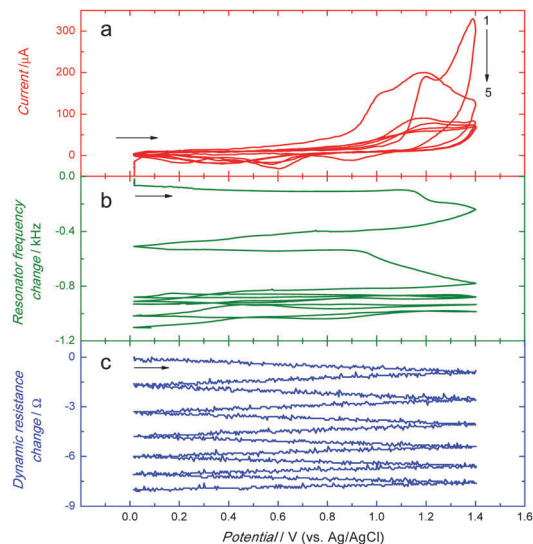 a
1
5
300
200
100
0
Current/µA
b
0.0
-0.4
-0.8
-1.2
Resonator frequency
change / kHz
c
0
-3
-6
-9
Dynamic resistance
change / Ω
0.0 0.2 0.4 0.6 0.8 1.0 1.2 1.4 1.6
Potential / V (vs. Ag/AgCl)